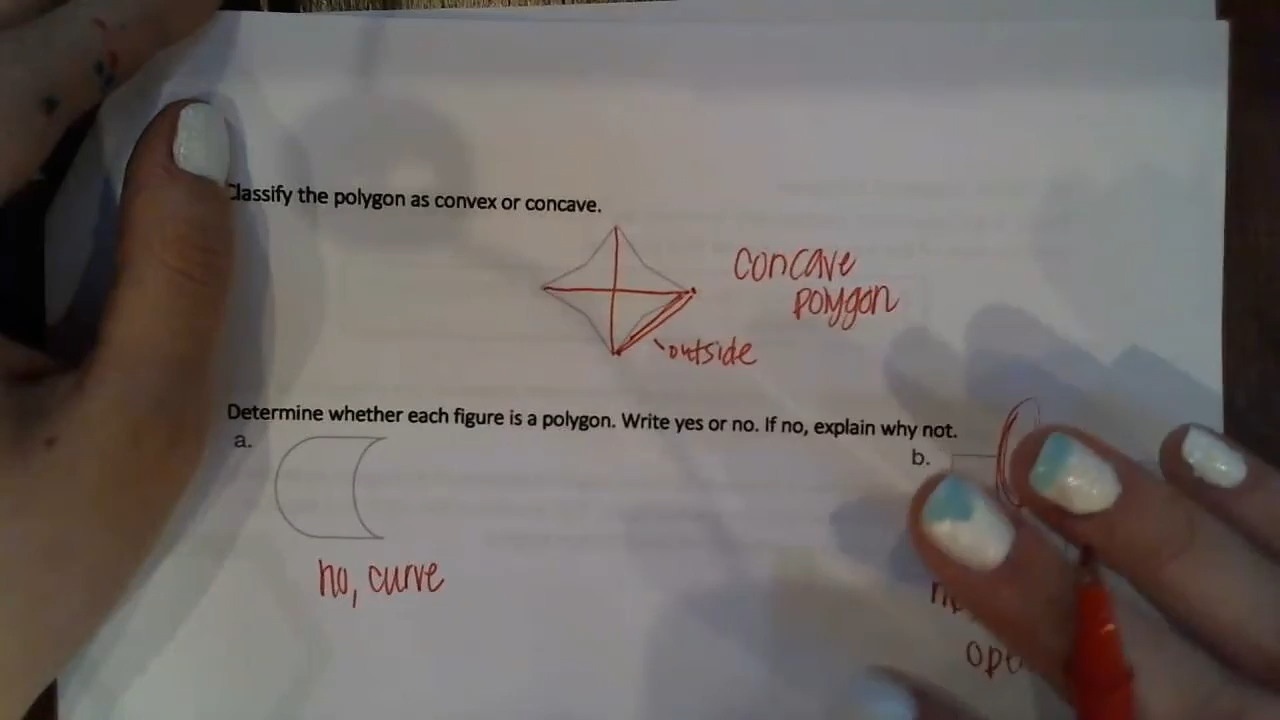 Classify the polygon as convex or concave.
concave
polygon
outside
Determine whether each figure is a polygon. Write yes or no. If no, explain why not.
a.
b.
no, curve